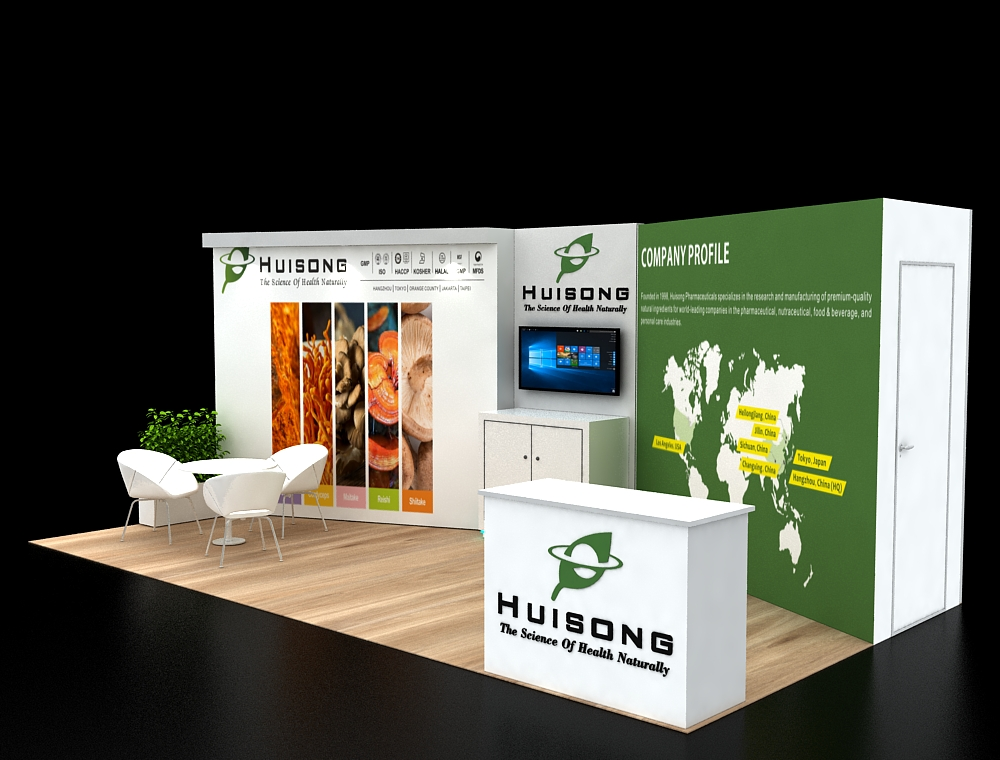 HUISONG
The Science Of Health Naturally
GMP
ISO
HACCP
KOSHER
HALAL
HANGZHOU | TOKYO | ORANGE COUNTY | JAKARTA | TAIPEI
Maitake
Reishi
Shiitake
HUISONG
The Science Of Health Naturally
COMPANY PROFILE
Founded in 1998, Huisong Pharmaceuticals specializes in the research and manufacturing of premium-quality
natural ingredients for world-leading companies in the pharmaceutical, nutraceutical, food & beverage, and
personal care industries.
Heilongjiang, China
Jilin, China
Los Angeles, USA
Sichuan, China
Tokyo, Japan
Changxing, China
Hangzhou, China (HQ)
HUISONG
The Science Of Health Naturally